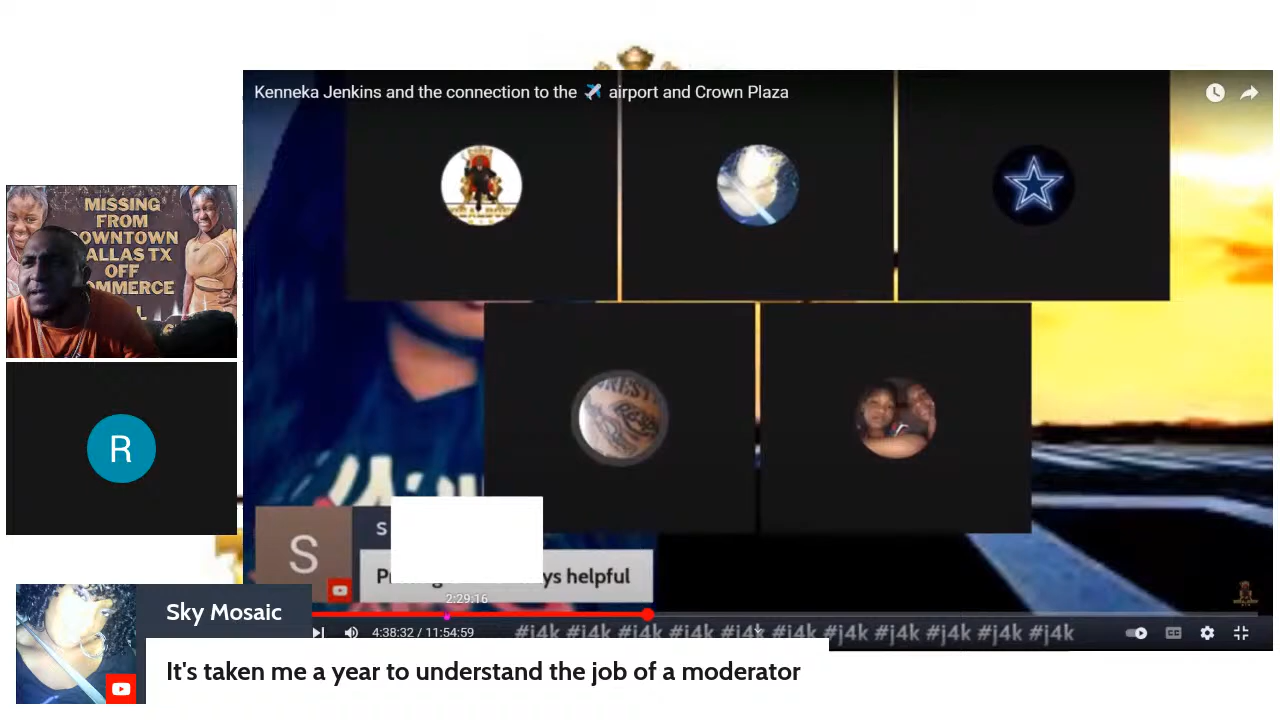 Kenneka Jenkins and the connection to the ✈️ airport and Crown Plaza
MISSING
FROM
DOWNTOWN
DALLAS TX
OFF
COMMERCE
R
S
S
ys helpful
2:29:16
4:38:32 / 11:54:59
#j4k #j4k #j4k #j4k #j4k #j4k #j4k #j4k #j4k #j4k #j4k
CC
Sky Mosaic
It's taken me a year to understand the job of a moderator